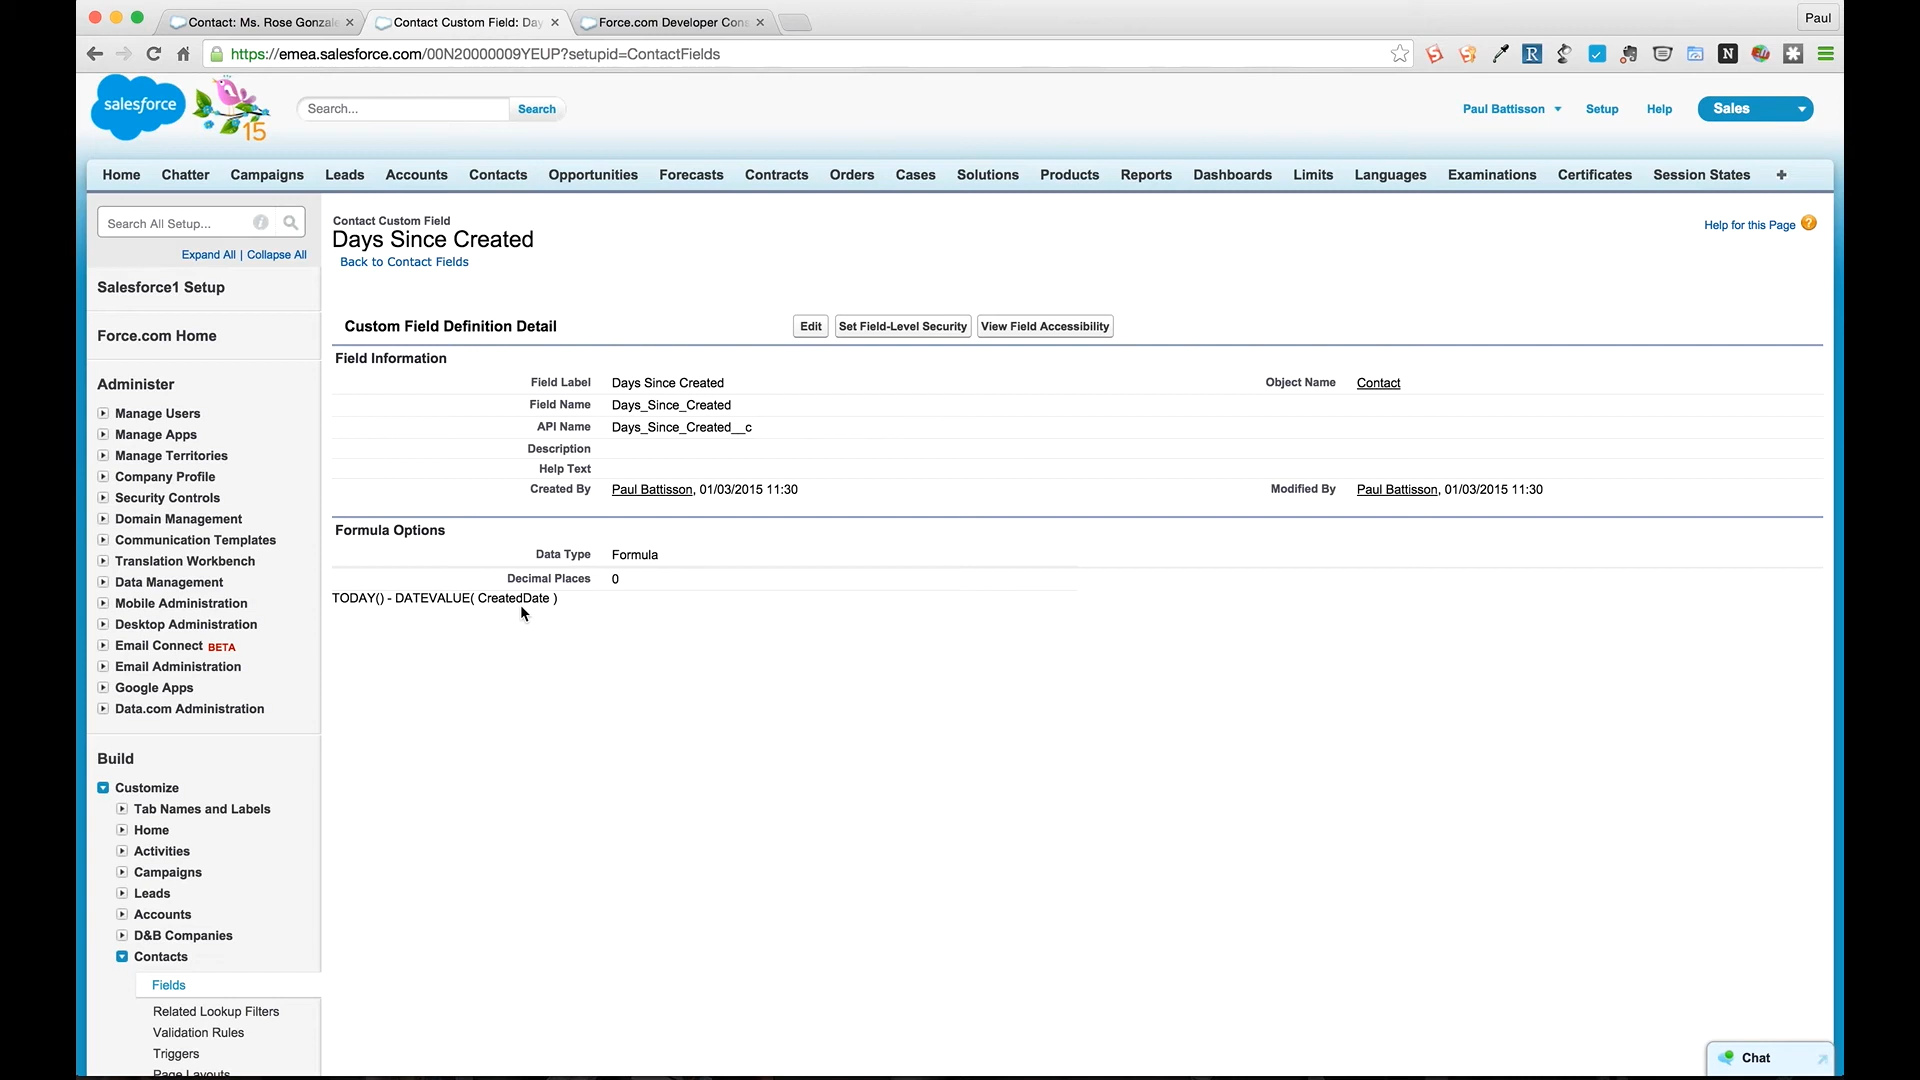 Contact: Ms. Rose Gonzale
Contact Custom Field: Day
Force.com Developer Cons
Paul
https://emea.salesforce.com/00N20000009YEUP?setupid=ContactFields
salesforce
15
Search...
Search
Paul Battisson
Setup
Help
Sales
Home Chatter Campaigns Leads Accounts Contacts Opportunities Forecasts Contracts Orders Cases Solutions Products Reports Dashboards Limits Languages Examinations Certificates Session States +
Search All Setup...
Expand All | Collapse All
Salesforce1 Setup
Force.com Home
Administer
Manage Users
Manage Apps
Manage Territories
Company Profile
Security Controls
Domain Management
Communication Templates
Translation Workbench
Data Management
Mobile Administration
Desktop Administration
Email Connect BETA
Email Administration
Google Apps
Data.com Administration
Build
Customize
Tab Names and Labels
Home
Activities
Campaigns
Leads
Accounts
D&B Companies
Contacts
Fields
Related Lookup Filters
Validation Rules
Triggers
Page Layouts
Contact Custom Field
Days Since Created
Back to Contact Fields
Help for this Page ?
Custom Field Definition Detail
Edit
Set Field-Level Security
View Field Accessibility
Field Information
Field Label Days Since Created
Object Name Contact
Field Name Days_Since_Created
API Name Days_Since_Created__c
Description
Help Text
Created By Paul Battisson, 01/03/2015 11:30
Modified By Paul Battisson, 01/03/2015 11:30
Formula Options
Data Type Formula
Decimal Places 0
TODAY() - DATEVALUE( CreatedDate )
Chat